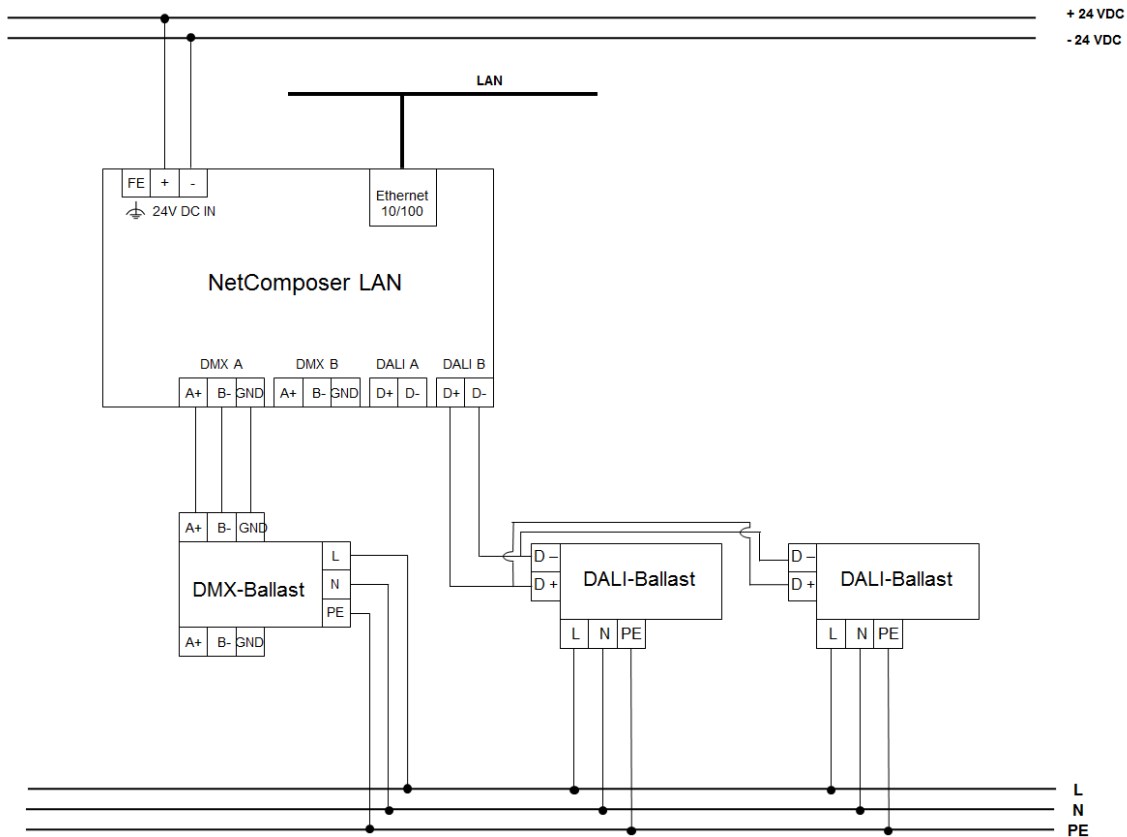 + 24 VDC
- 24 VDC
LAN
FE + -
24V DC IN
Ethernet
10/100
NetComposer LAN
DMX A DMX B DALI A DALI B
A+ B- GND A+ B- GND D+ D- D+ D-
A+ B- GND
DMX-Ballast
L
N
PE
A+ B- GND
D –
D +
DALI-Ballast
L N PE
D –
D +
DALI-Ballast
L N PE
L
N
PE